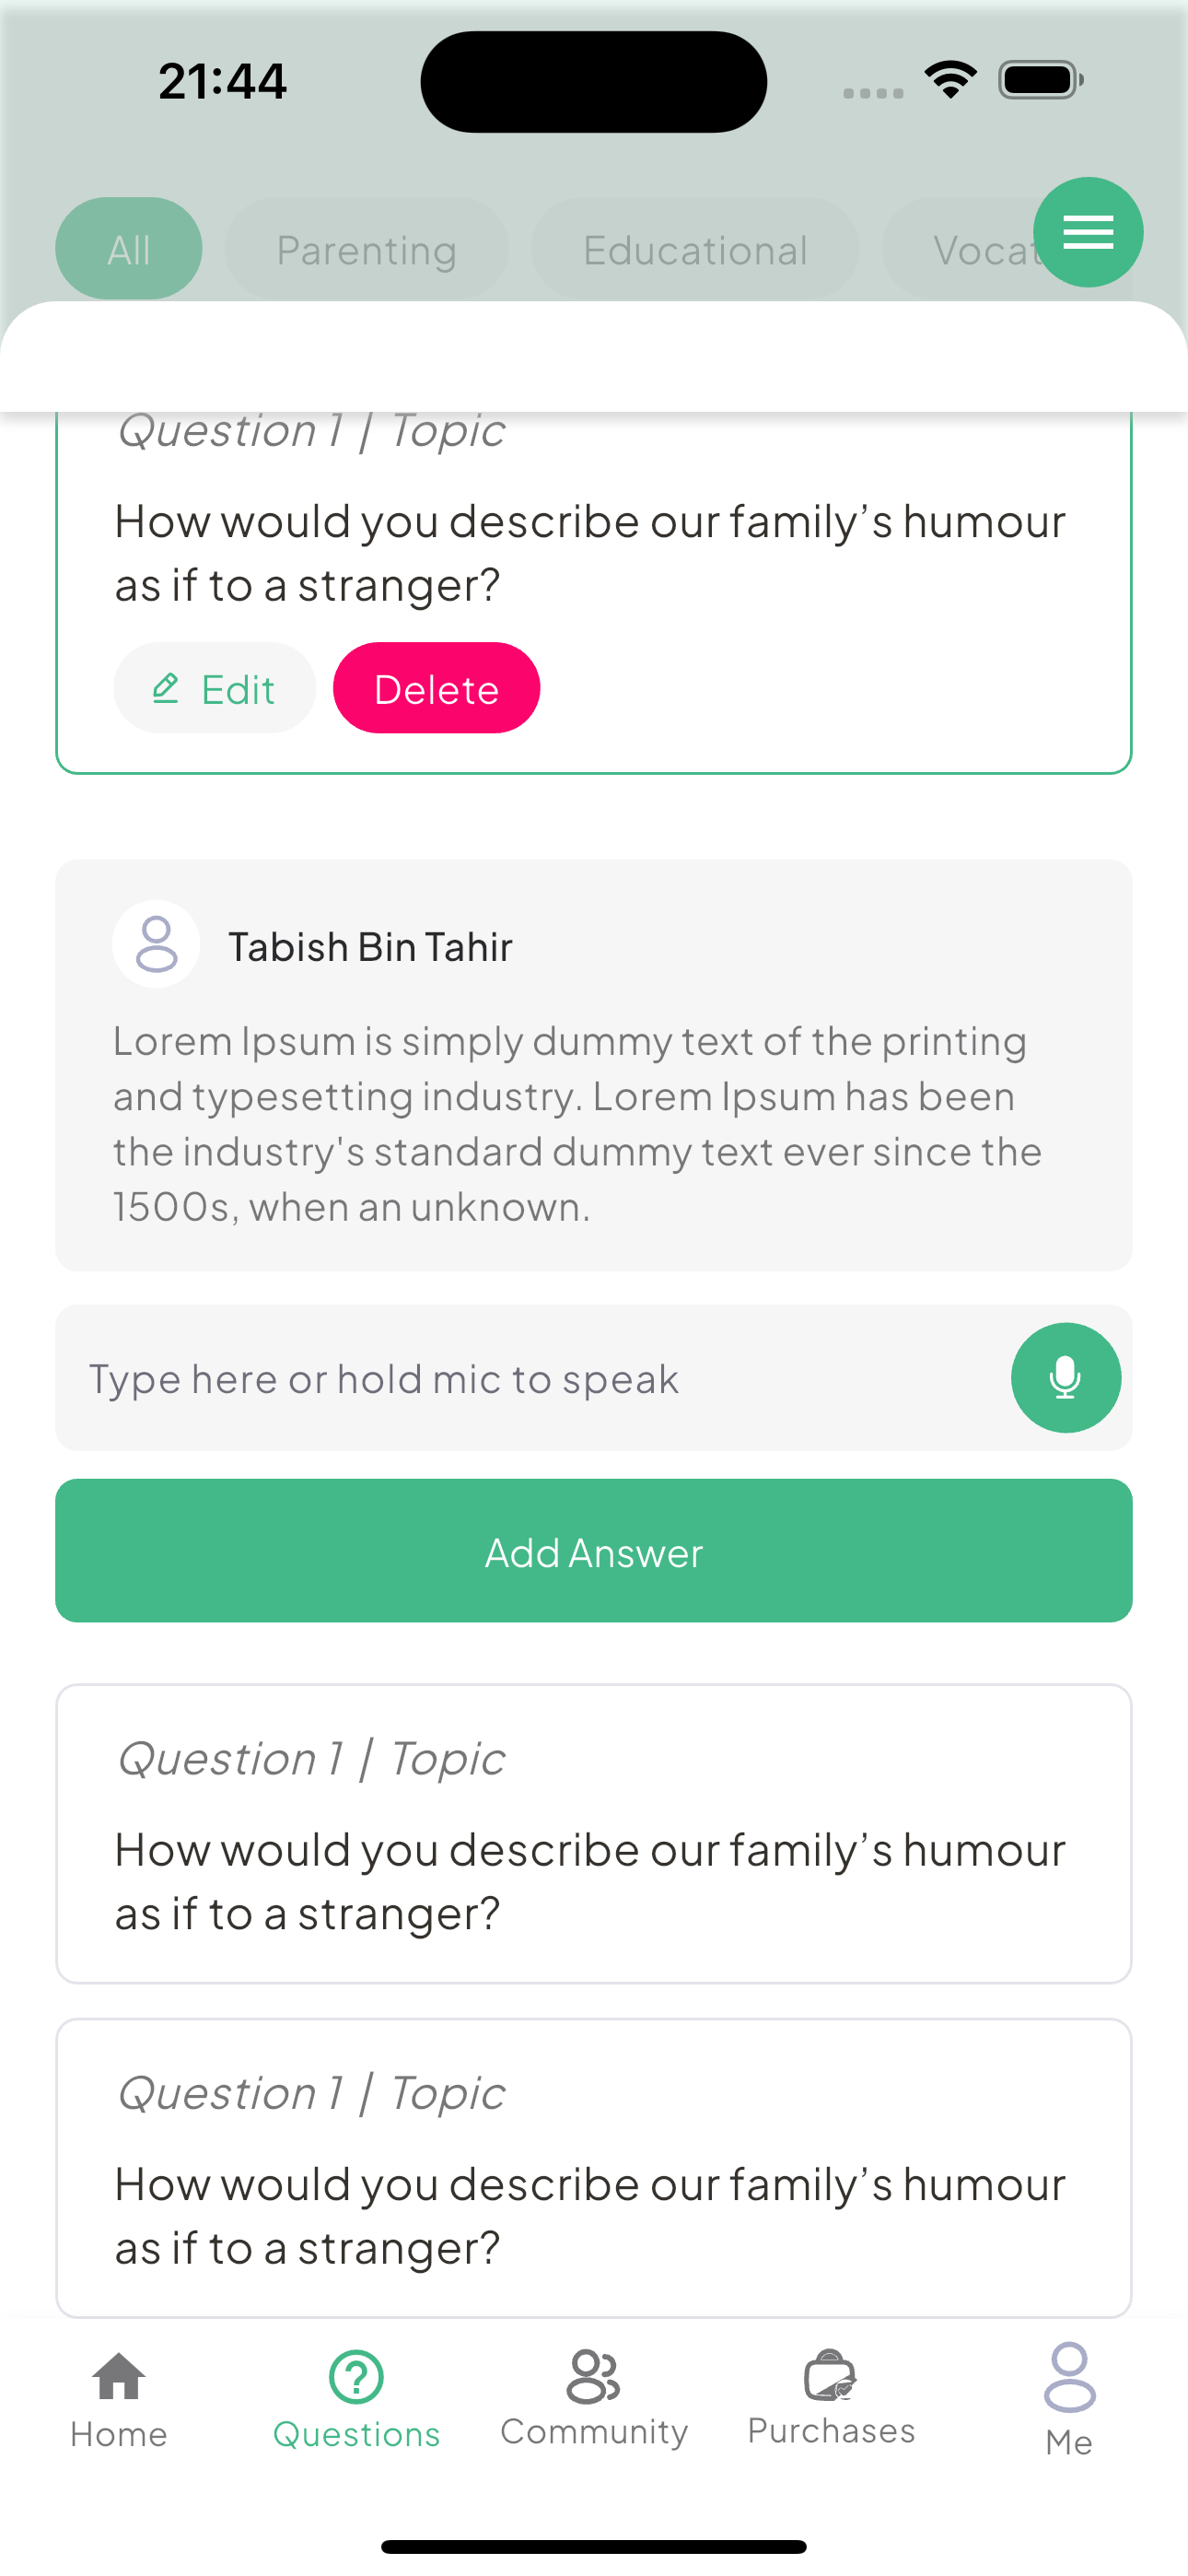 21:44
All Parenting Educational Vocat
Question 1 | Topic
How would you describe our family’s humour
as if to a stranger?
Edit Delete
Tabish Bin Tahir
Lorem Ipsum is simply dummy text of the printing
and typesetting industry. Lorem Ipsum has been
the industry's standard dummy text ever since the
1500s, when an unknown.
Type here or hold mic to speak
Add Answer
Question 1 | Topic
How would you describe our family’s humour
as if to a stranger?
Question 1 | Topic
How would you describe our family’s humour
as if to a stranger?
Home Questions Community Purchases Me